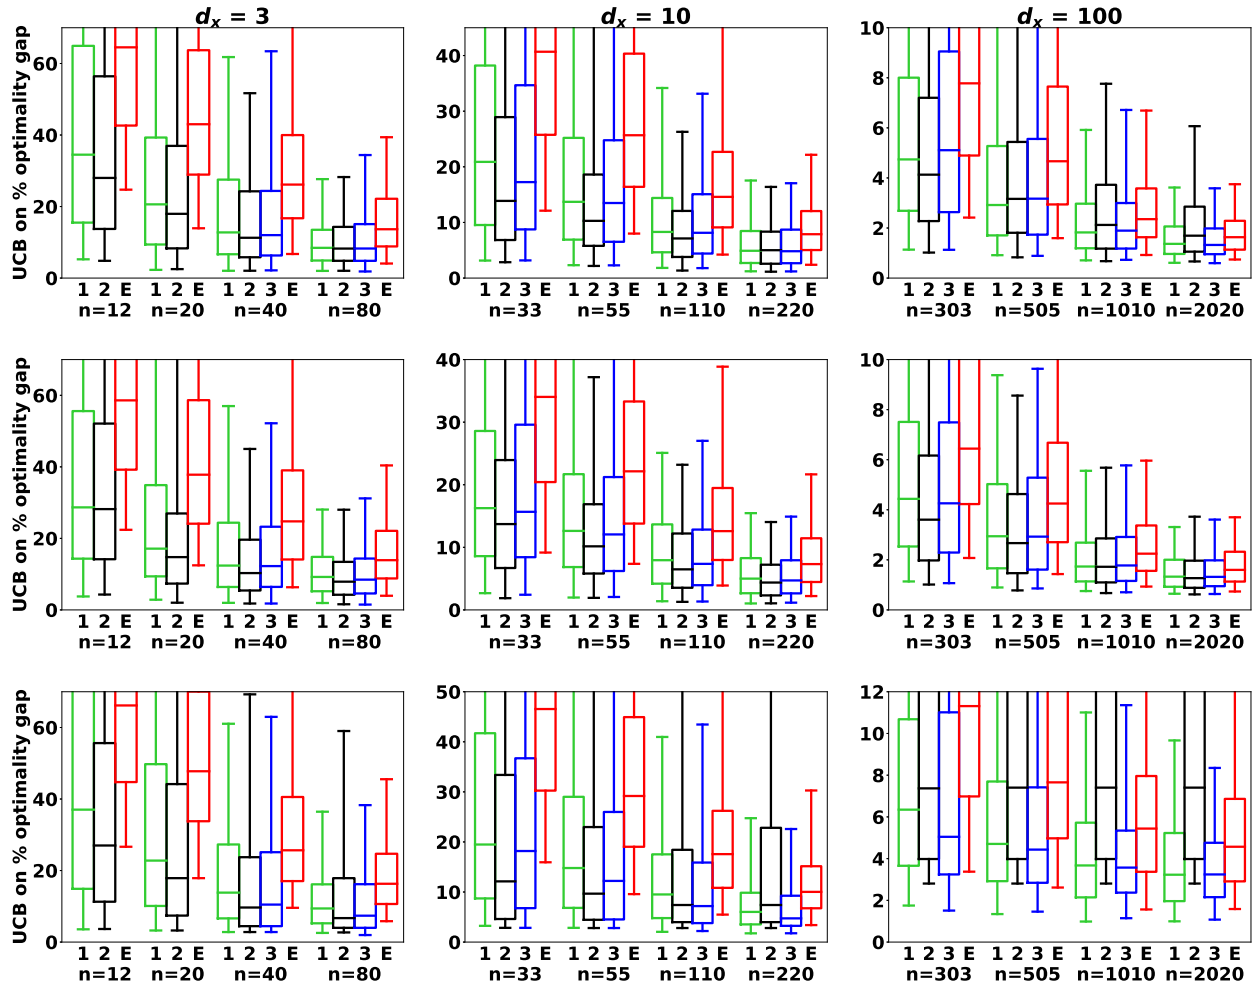 d_x = 3 d_x = 10 d_x = 100
UCB on % optimality gap
60 40 20 0
40 30 20 10 0
10 8 6 4 2 0
1 2 E 1 2 E 1 2 3 E 1 2 3 E
n=12 n=20 n=40 n=80
1 2 3 E 1 2 3 E 1 2 3 E 1 2 3 E
n=33 n=55 n=110 n=220
1 2 3 E 1 2 3 E 1 2 3 E 1 2 3 E
n=303 n=505 n=1010 n=2020
UCB on % optimality gap
60 40 20 0
40 30 20 10 0
10 8 6 4 2 0
1 2 E 1 2 E 1 2 3 E 1 2 3 E
n=12 n=20 n=40 n=80
1 2 3 E 1 2 3 E 1 2 3 E 1 2 3 E
n=33 n=55 n=110 n=220
1 2 3 E 1 2 3 E 1 2 3 E 1 2 3 E
n=303 n=505 n=1010 n=2020
UCB on % optimality gap
60 40 20 0
50 40 30 20 10 0
12 10 8 6 4 2 0
1 2 E 1 2 E 1 2 3 E 1 2 3 E
n=12 n=20 n=40 n=80
1 2 3 E 1 2 3 E 1 2 3 E 1 2 3 E
n=33 n=55 n=110 n=220
1 2 3 E 1 2 3 E 1 2 3 E 1 2 3 E
n=303 n=505 n=1010 n=2020